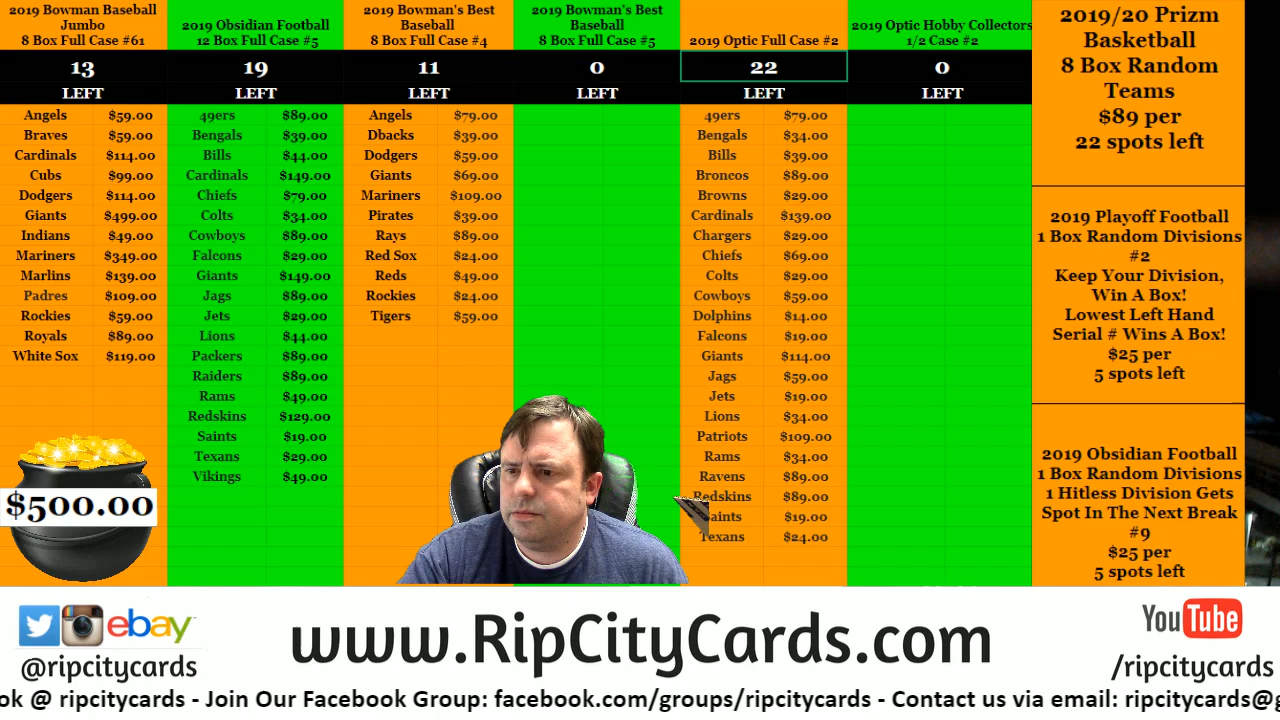 2019 Bowman Baseball
Jumbo
8 Box Full Case #61
13
LEFT
Angels $59.00
Braves $59.00
Cardinals $114.00
Cubs $99.00
Dodgers $114.00
Giants $499.00
Indians $49.00
Mariners $349.00
Marlins $139.00
Padres $109.00
Rockies $59.00
Royals $89.00
White Sox $119.00
$500.00
2019 Obsidian Football
12 Box Full Case #5
19
LEFT
49ers $89.00
Bengals $39.00
Bills $44.00
Cardinals $149.00
Chiefs $79.00
Colts $34.00
Cowboys $89.00
Falcons $29.00
Giants $149.00
Jags $89.00
Jets $29.00
Lions $44.00
Packers $89.00
Raiders $89.00
Rams $49.00
Redskins $129.00
Saints $19.00
Texans $29.00
Vikings $49.00
2019 Bowman's Best
Baseball
8 Box Full Case #4
11
LEFT
Angels $79.00
Dbacks $39.00
Dodgers $59.00
Giants $69.00
Mariners $109.00
Pirates $39.00
Rays $89.00
Red Sox $24.00
Reds $49.00
Rockies $24.00
Tigers $59.00
2019 Bowman's Best
Baseball
8 Box Full Case #5
0
LEFT
2019 Optic Full Case #2
22
LEFT
49ers $79.00
Bengals $34.00
Bills $39.00
Broncos $89.00
Browns $29.00
Cardinals $139.00
Chargers $29.00
Chiefs $69.00
Colts $29.00
Cowboys $59.00
Dolphins $14.00
Falcons $19.00
Giants $114.00
Jags $59.00
Jets $19.00
Lions $34.00
Patriots $109.00
Rams $34.00
Ravens $89.00
Redskins $89.00
aints $19.00
Texans $24.00
2019 Optic Hobby Collectors
1/2 Case #2
0
LEFT
2019/20 Prizm
Basketball
8 Box Random
Teams
$89 per
22 spots left
2019 Playoff Football
1 Box Random Divisions
#2
Keep Your Division,
Win A Box!
Lowest Left Hand
Serial # Wins A Box!
$25 per
5 spots left
2019 Obsidian Football
1 Box Random Divisions
1 Hitless Division Gets
Spot In The Next Break
#9
$25 per
5 spots left
ebay
@ripcitycards
www.RipCityCards.com
YouTube
/ripcitycards
ok @ ripcitycards - Join Our Facebook Group: facebook.com/groups/ripcitycards - Contact us via email: ripcitycards@g